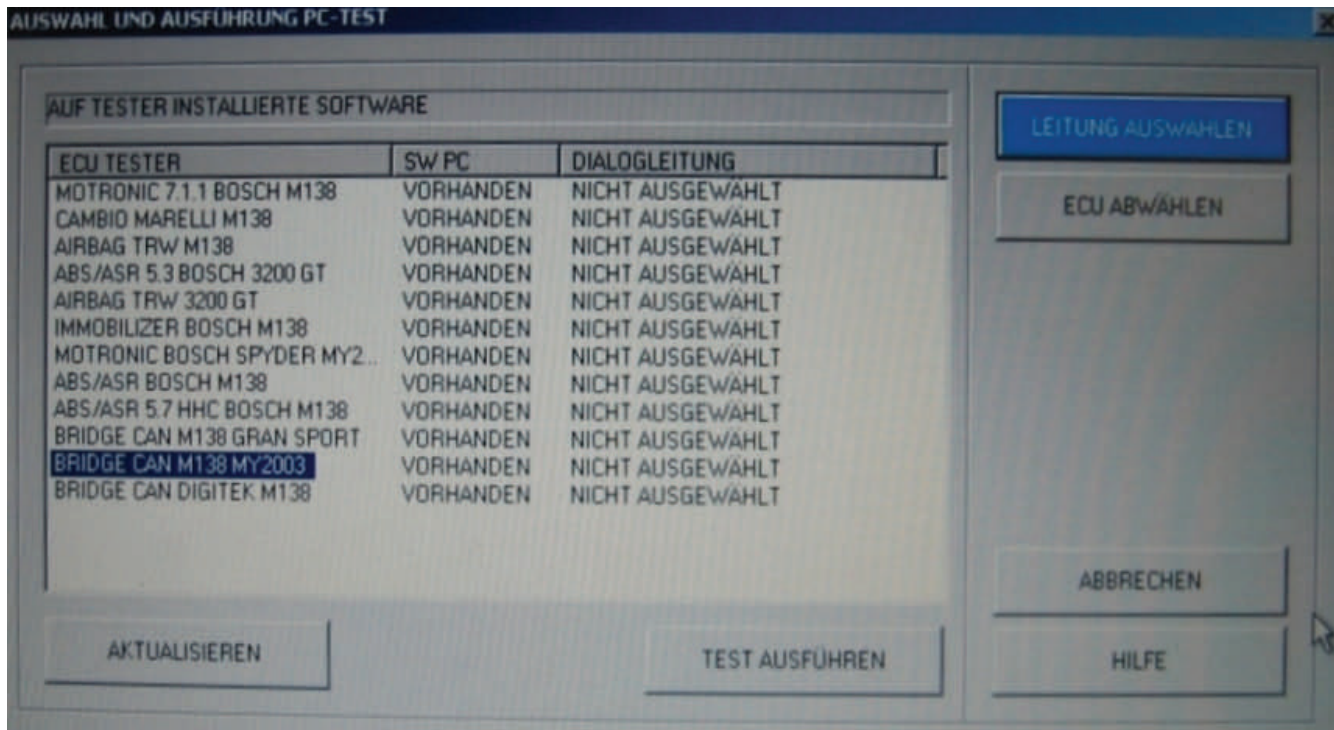 AUSWAHL UND AUSFÜHRUNG PC-TEST
AUF TESTER INSTALLIERTE SOFTWARE
ECU TESTER SW PC DIALOGLEITUNG
MOTRONIC 7.1.1 BOSCH M138 VORHANDEN NICHT AUSGEWÄHLT
CAMBIO MARELLI M138 VORHANDEN NICHT AUSGEWÄHLT
AIRBAG TRW M138 VORHANDEN NICHT AUSGEWÄHLT
ABS/ASR 5.3 BOSCH 3200 GT VORHANDEN NICHT AUSGEWÄHLT
AIRBAG TRW 3200 GT VORHANDEN NICHT AUSGEWÄHLT
IMMOBILIZER BOSCH M138 VORHANDEN NICHT AUSGEWÄHLT
MOTRONIC BOSCH SPYDER MY2... VORHANDEN NICHT AUSGEWÄHLT
ABS/ASR BOSCH M138 VORHANDEN NICHT AUSGEWÄHLT
ABS/ASR 5.7 HHC BOSCH M138 VORHANDEN NICHT AUSGEWÄHLT
BRIDGE CAN M138 GRAN SPORT VORHANDEN NICHT AUSGEWÄHLT
BRIDGE CAN M138 MY2003 VORHANDEN NICHT AUSGEWÄHLT
BRIDGE CAN DIGITEK M138 VORHANDEN NICHT AUSGEWÄHLT
AKTUALISIEREN
TEST AUSFÜHREN
LEITUNG AUSWAHLEN
ECU ABWÄHLEN
ABBRECHEN
HILFE